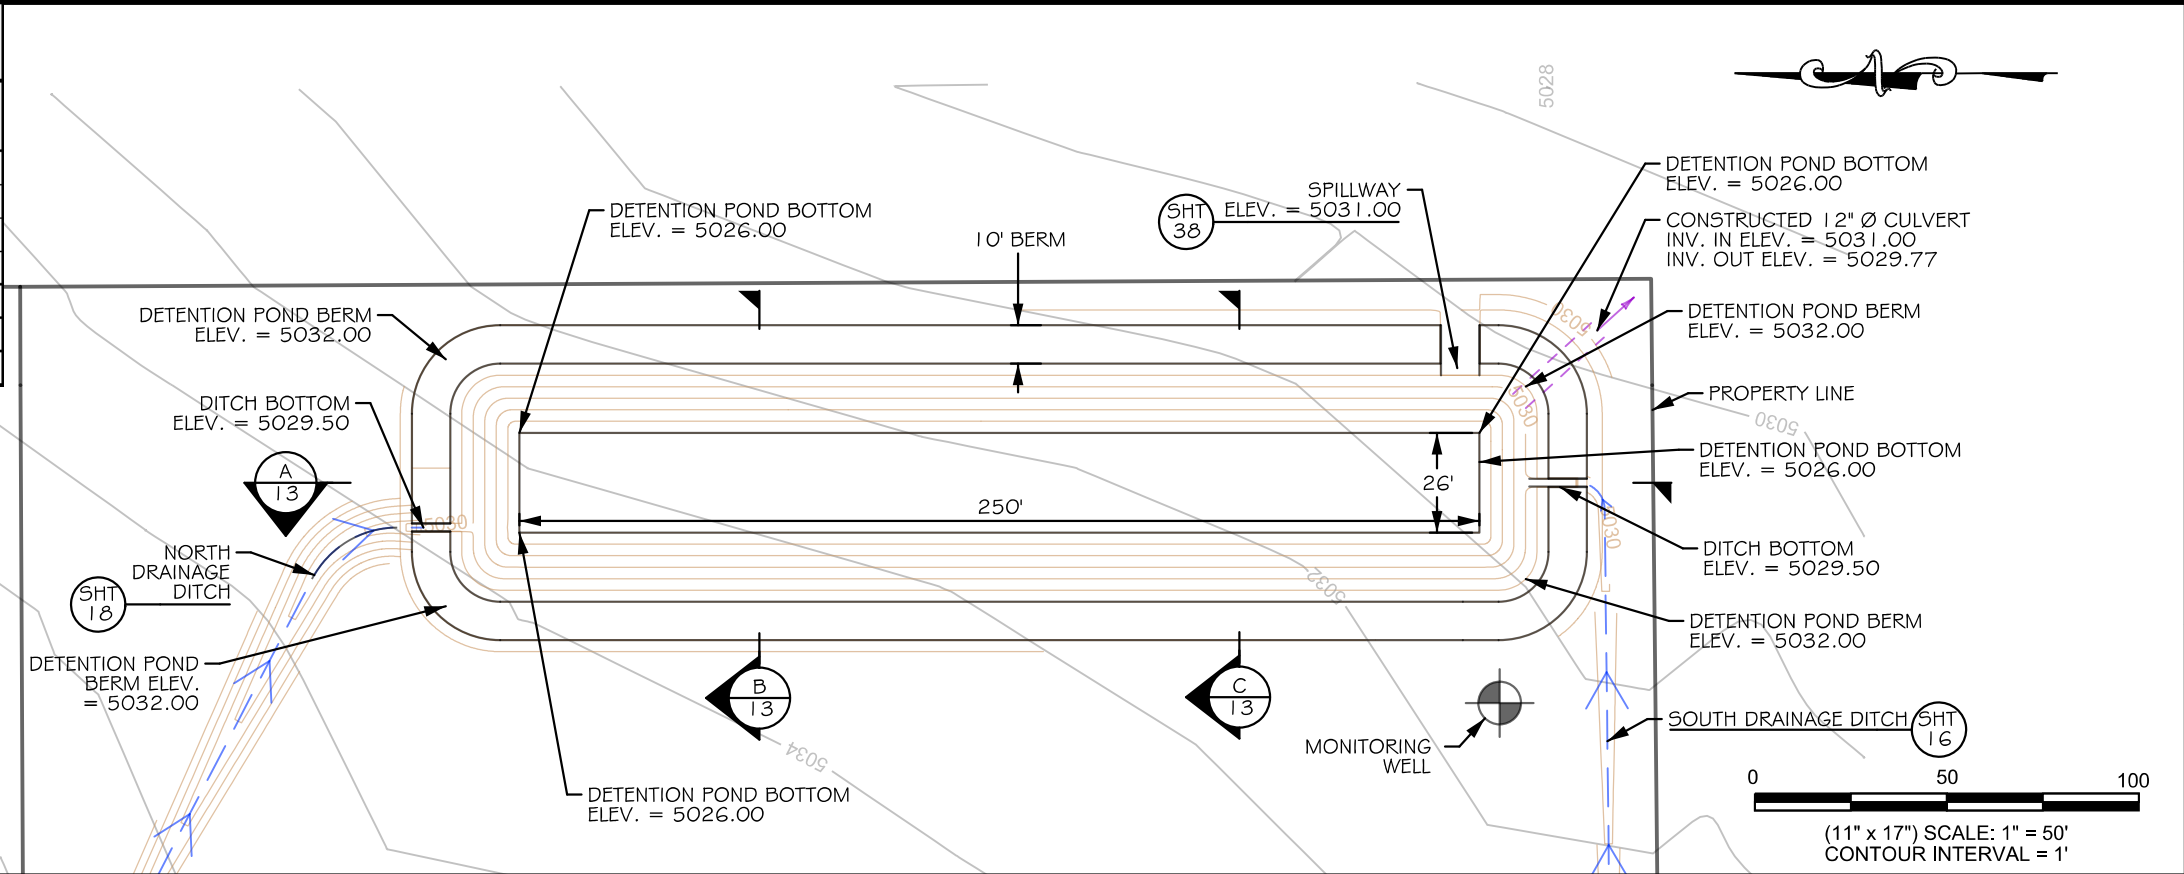 5028
DETENTION POND BOTTOM
ELEV. = 5026.00
SHT
38
SPILLWAY
ELEV. = 5031.00
DETENTION POND BOTTOM
ELEV. = 5026.00
10' BERM
CONSTRUCTED 12" Ø CULVERT
INV. IN ELEV. = 5031.00
INV. OUT ELEV. = 5029.77
DETENTION POND BERM
ELEV. = 5032.00
5030
DETENTION POND BERM
ELEV. = 5032.00
DITCH BOTTOM
ELEV. = 5029.50
PROPERTY LINE
5030
5030
A
13
DETENTION POND BOTTOM
ELEV. = 5026.00
26'
250'
5030
5030
NORTH
DRAINAGE
DITCH
SHT
18
DITCH BOTTOM
ELEV. = 5029.50
5032
DETENTION POND BERM
ELEV. = 5032.00
DETENTION POND
BERM ELEV.
= 5032.00
B
13
C
13
MONITORING
WELL
SOUTH DRAINAGE DITCH
SHT
16
5034
DETENTION POND BOTTOM
ELEV. = 5026.00
0 50 100
(11" x 17") SCALE: 1" = 50'
CONTOUR INTERVAL = 1'